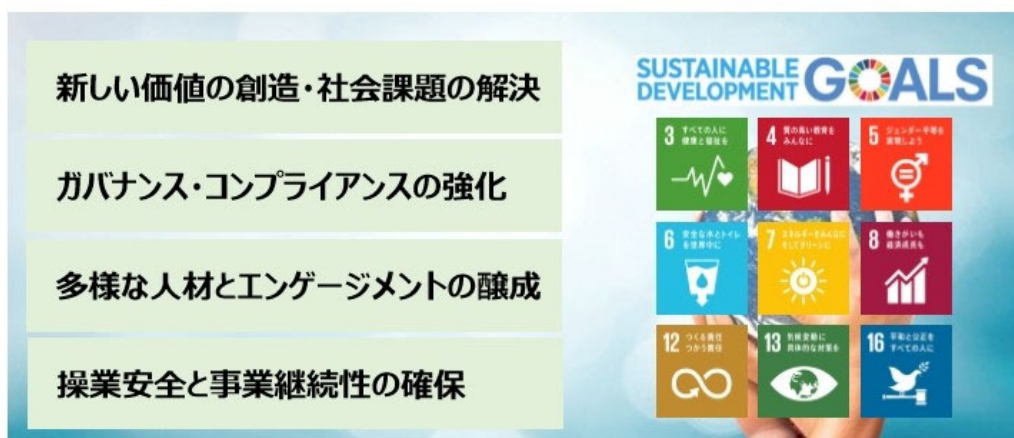 新しい価値の創造・社会課題の解決
ガバナンス・コンプライアンスの強化
多様な人材とエンゲージメントの醸成
操業安全と事業継続性の確保
SUSTAINABLE
DEVELOPMENT GOALS
3 すべての人に
健康と福祉を
4 質の高い教育を
みんなに
5 ジェンダー平等を
実現しよう
6 安全な水とトイレ
を世界中に
7 エネルギーをみんなに
そしてクリーンに
8 働きがいも
経済成長も
12 つくる責任
つかう責任
13 気候変動に
具体的な対策を
16 平和と公正を
すべての人に